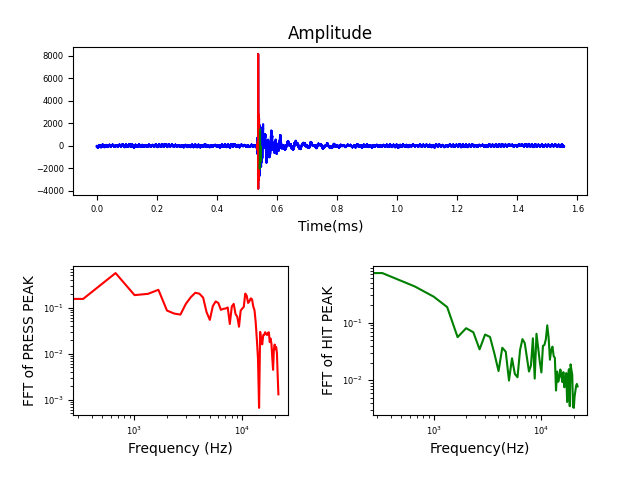 Amplitude
8000
6000
4000
2000
0
−2000
−4000
0.0 0.2 0.4 0.6 0.8 1.0 1.2 1.4 1.6
Time(ms)
FFT of PRESS PEAK
10⁻¹
10⁻²
10⁻³
10³ 10⁴
Frequency (Hz)
FFT of HIT PEAK
10⁻¹
10⁻²
10³ 10⁴
Frequency(Hz)